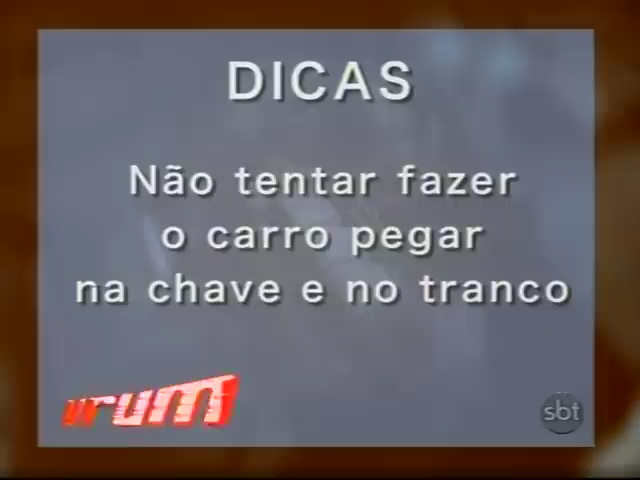 DICAS
Não tentar fazer
o carro pegar
na chave e no tranco
vrum
sbt